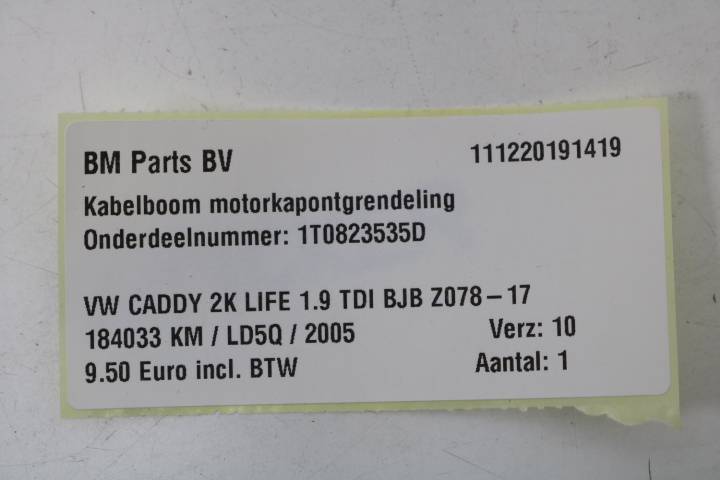 BM Parts BV 111220191419
Kabelboom motorkapontgrendeling
Onderdeelnummer: 1T0823535D
VW CADDY 2K LIFE 1.9 TDI BJB Z078-17
184033 KM / LD5Q / 2005 Verz: 10
9.50 Euro incl. BTW Aantal: 1